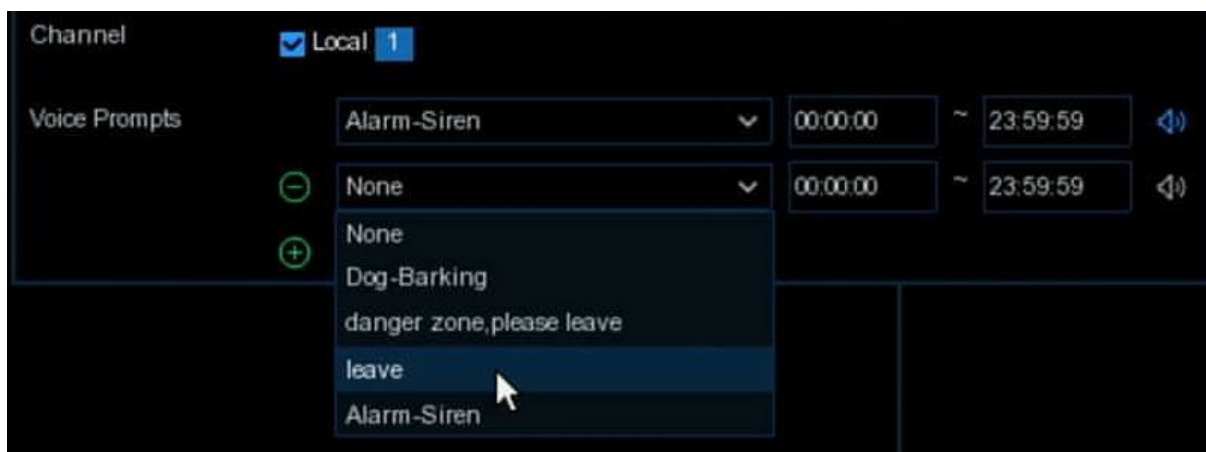 Channel Local 1
Voice Prompts Alarm-Siren 00:00:00 ~ 23:59:59
None 00:00:00 ~ 23:59:59
None
Dog-Barking
danger zone,please leave
leave
Alarm-Siren